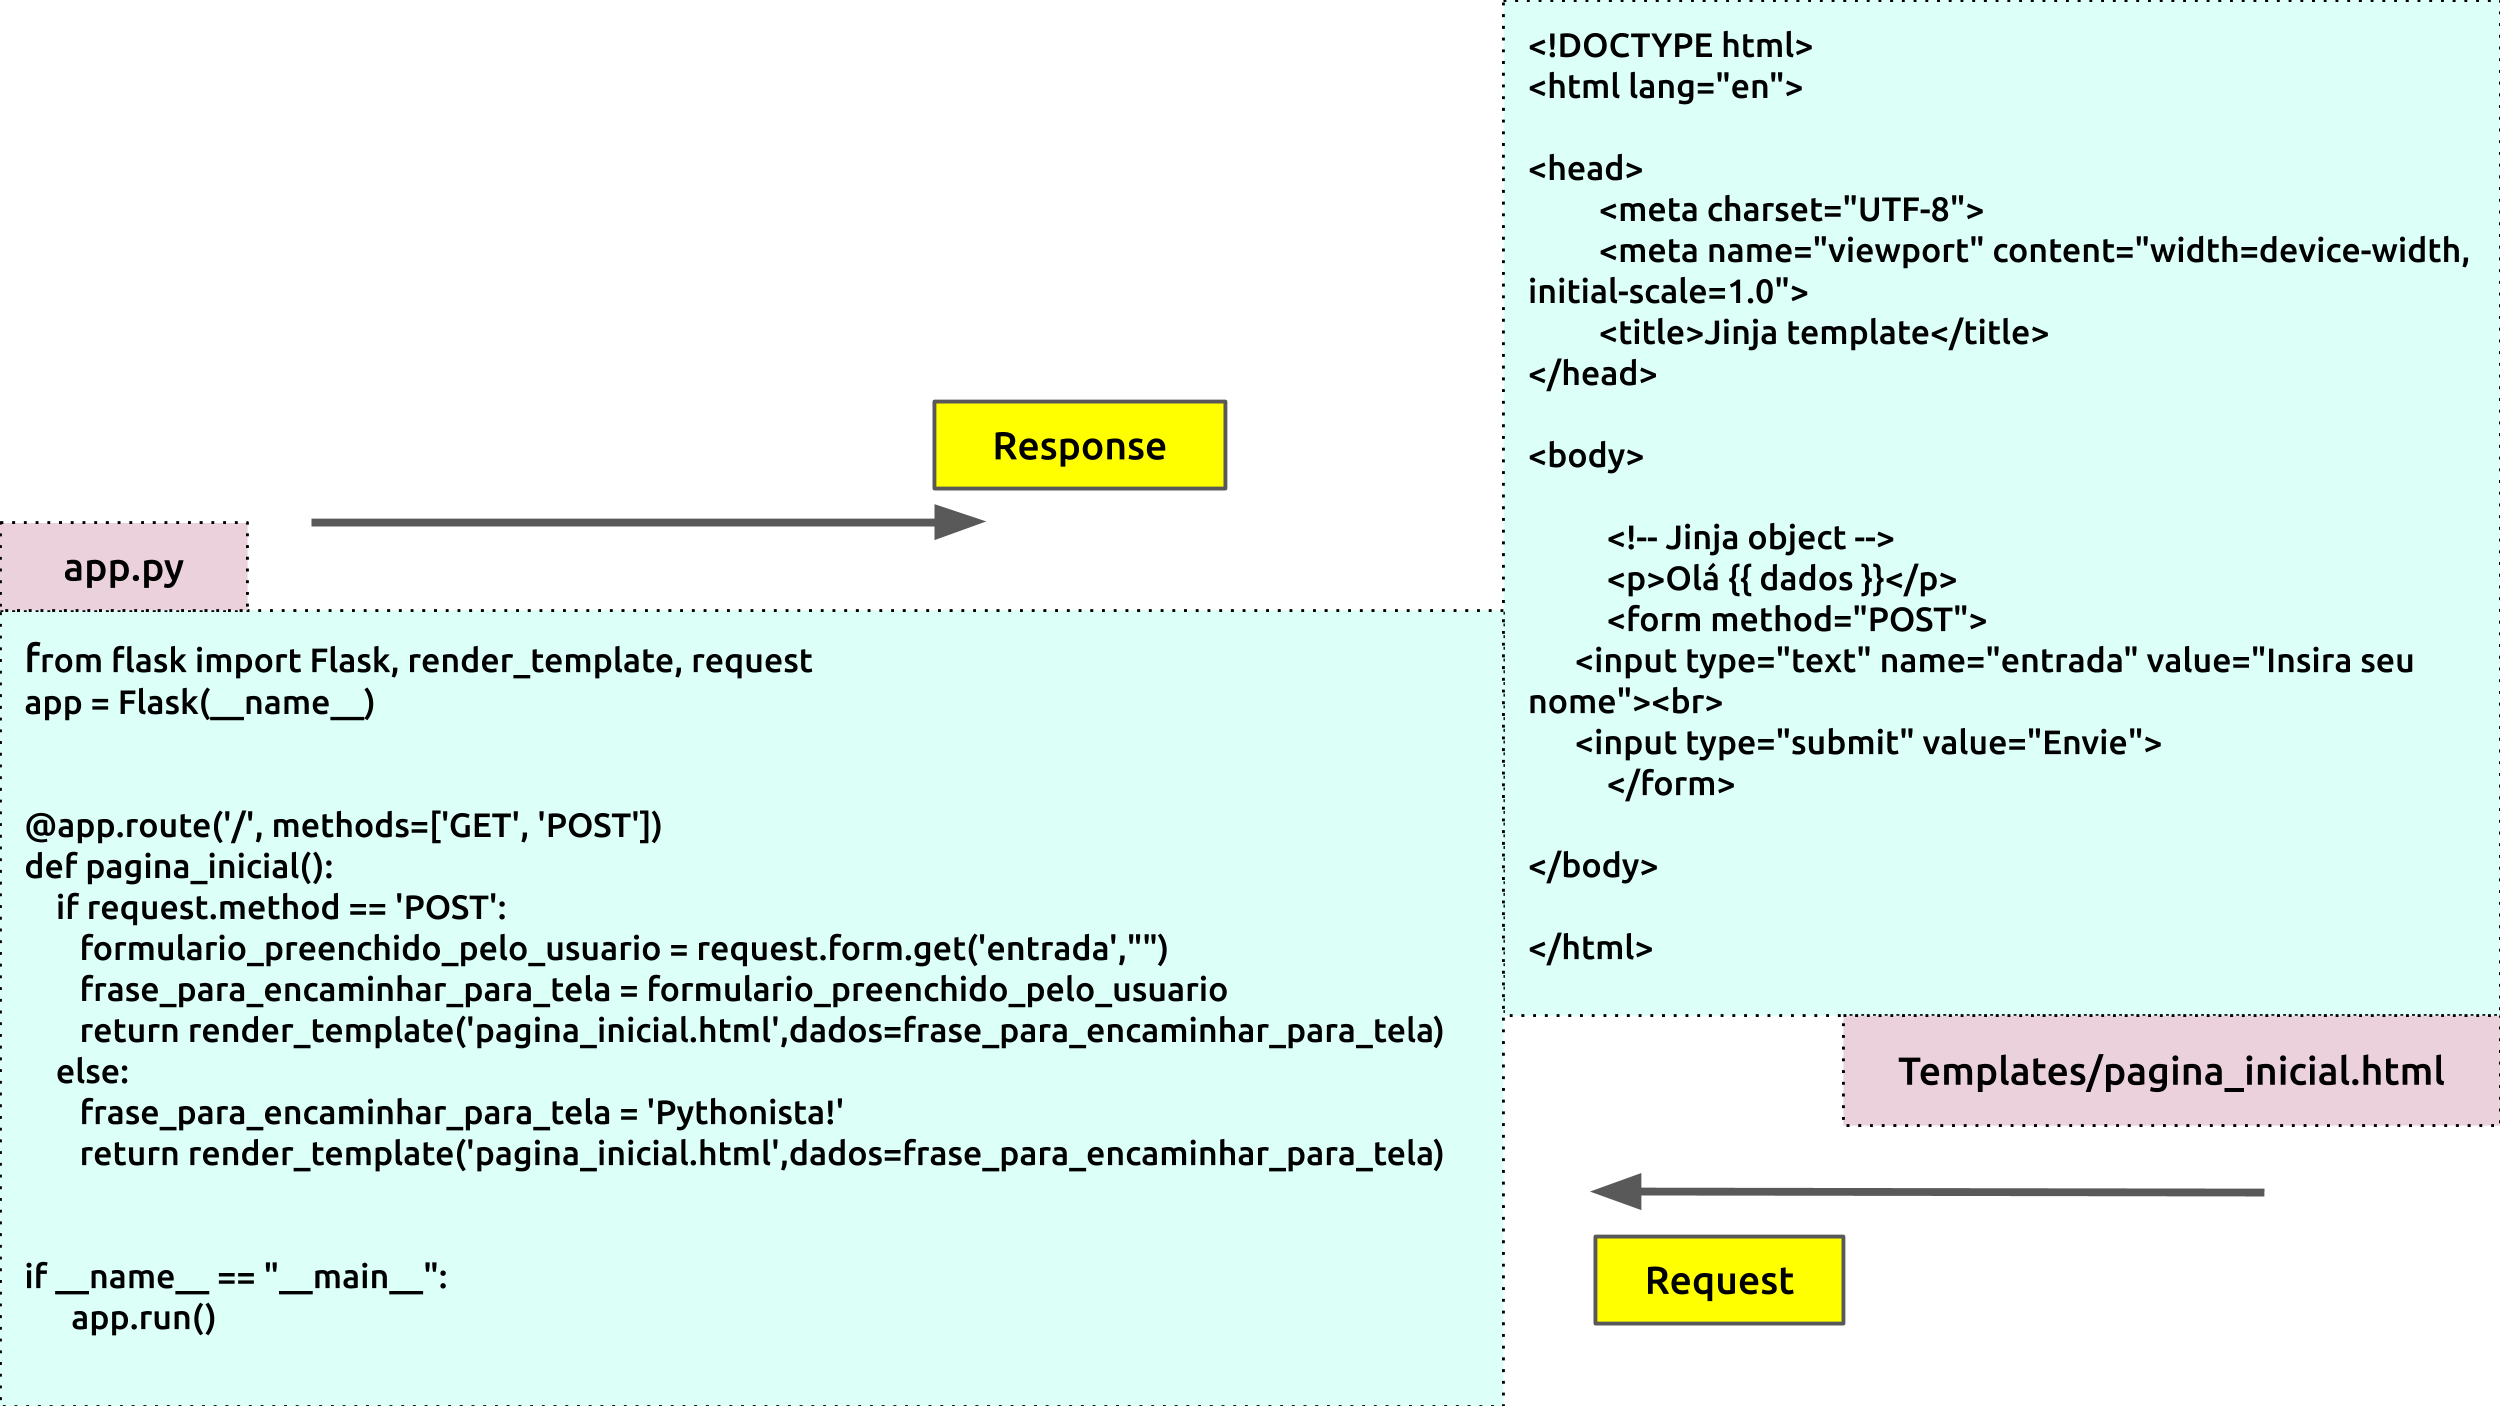 Response
app.py
from flask import Flask, render_template, request
app = Flask(__name__)
@app.route('/', methods=['GET', 'POST'])
def pagina_inicial():
if request.method == 'POST':
formulario_preenchido_pelo_usuario = request.form.get('entrada',"")
frase_para_encaminhar_para_tela = formulario_preenchido_pelo_usuario
return render_template('pagina_inicial.html',dados=frase_para_encaminhar_para_tela)
else:
frase_para_encaminhar_para_tela = 'Pythonista!'
return render_template('pagina_inicial.html',dados=frase_para_encaminhar_para_tela)
if __name__ == "__main__":
app.run()
<!DOCTYPE html>
<html lang="en">
<head>
<meta charset="UTF-8">
<meta name="viewport" content="width=device-width,
initial-scale=1.0">
<title>Jinja template</title>
</head>
<body>
<!-- Jinja object -->
<p>Olá {{ dados }}</p>
<form method="POST">
<input type="text" name="entrada" value="Insira seu
nome"><br>
<input type="submit" value="Envie">
</form>
</body>
</html>
Templates/pagina_inicial.html
Request